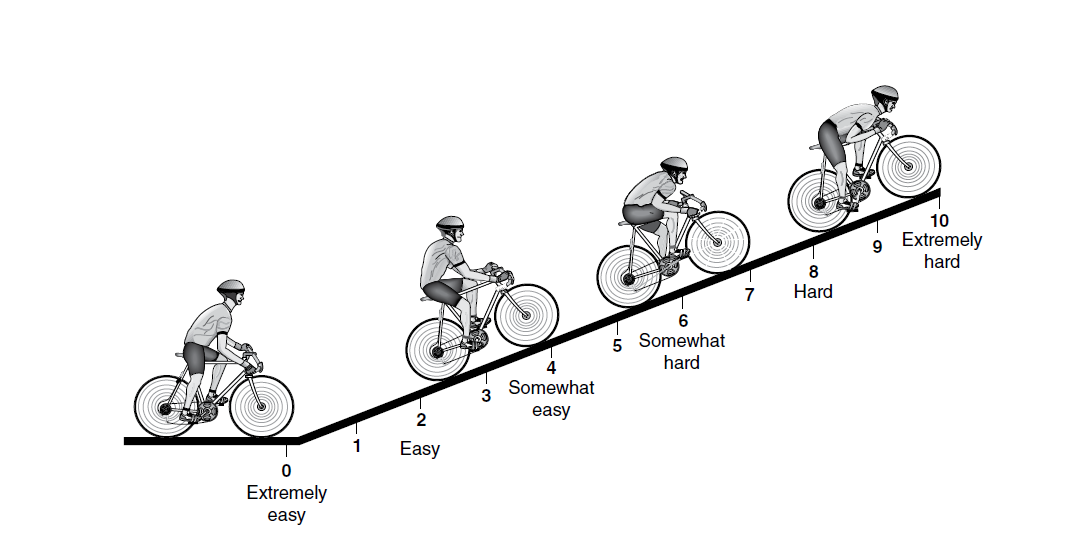 0
Extremely
easy
1
2
Easy
3
4
Somewhat
easy
5
6
Somewhat
hard
7
8
Hard
9
10
Extremely
hard